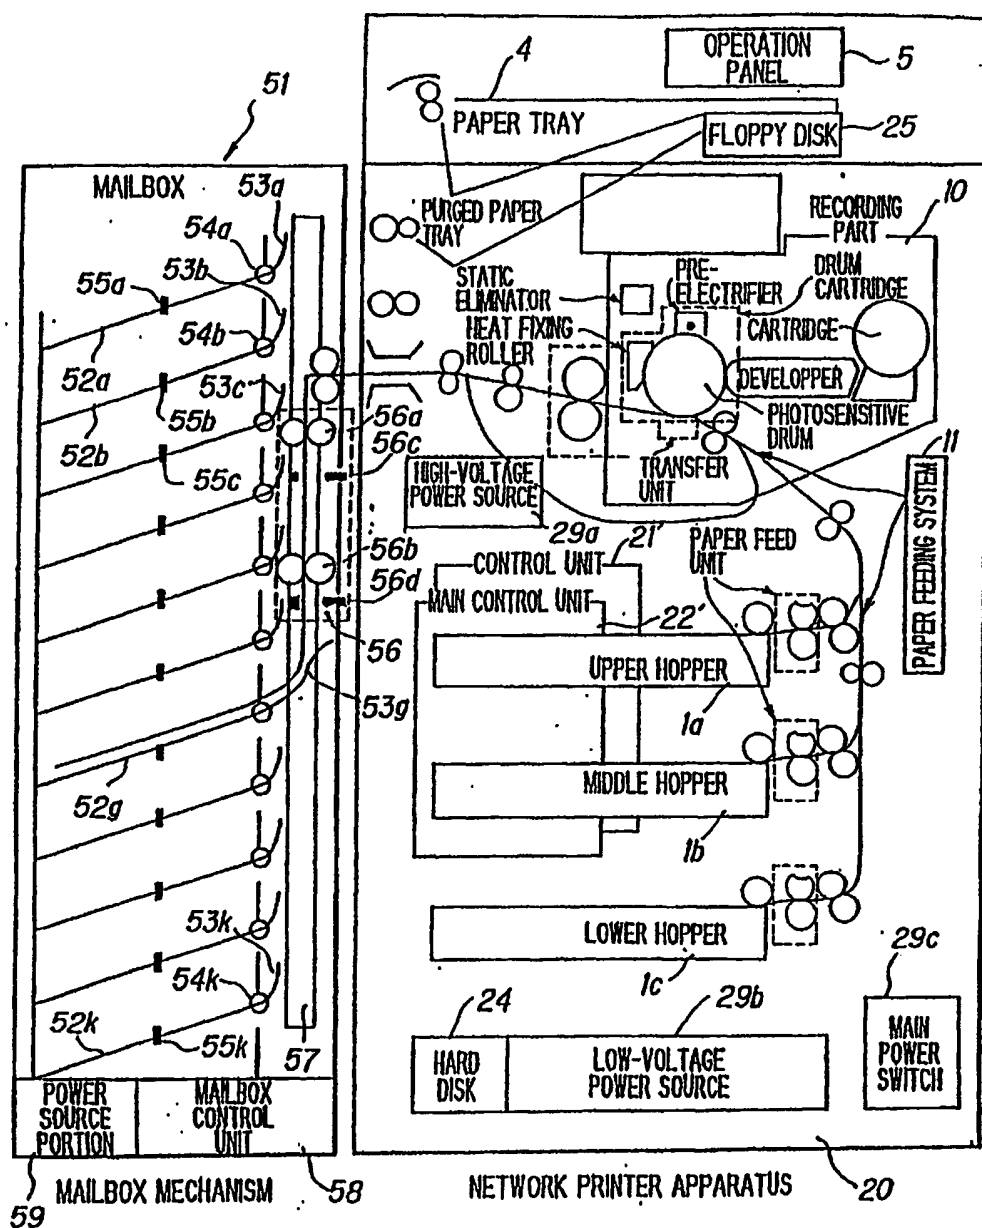 51
MAILBOX
53a
54a
53b
55a
54b
52a
53c
55b
52b
55c
56a
56c
56b
56d
56
53g
52g
53k
54k
52k
55k
57
POWER
SOURCE
PORTION
MAILBOX
CONTROL
UNIT
59
MAILBOX MECHANISM
58
4
OPERATION
PANEL
5
PAPER TRAY
FLOPPY DISK
25
PURGED PAPER
TRAY
RECORDING
PART
10
STATIC
ELIMINATOR
PRE-
ELECTRIFIER
DRUM
CARTRIDGE
HEAT FIXING
ROLLER
CARTRIDGE
DEVELOPPER
PHOTOSENSITIVE
DRUM
TRANSFER
UNIT
HIGH-VOLTAGE
POWER SOURCE
29a
11
PAPER FEEDING SYSTEM
21'
PAPER FEED
UNIT
CONTROL UNIT
MAIN CONTROL UNIT
22'
UPPER HOPPER
1a
MIDDLE HOPPER
1b
LOWER HOPPER
1c
29c
24
29b
HARD
DISK
LOW-VOLTAGE
POWER SOURCE
MAIN
POWER
SWITCH
NETWORK PRINTER APPARATUS
20